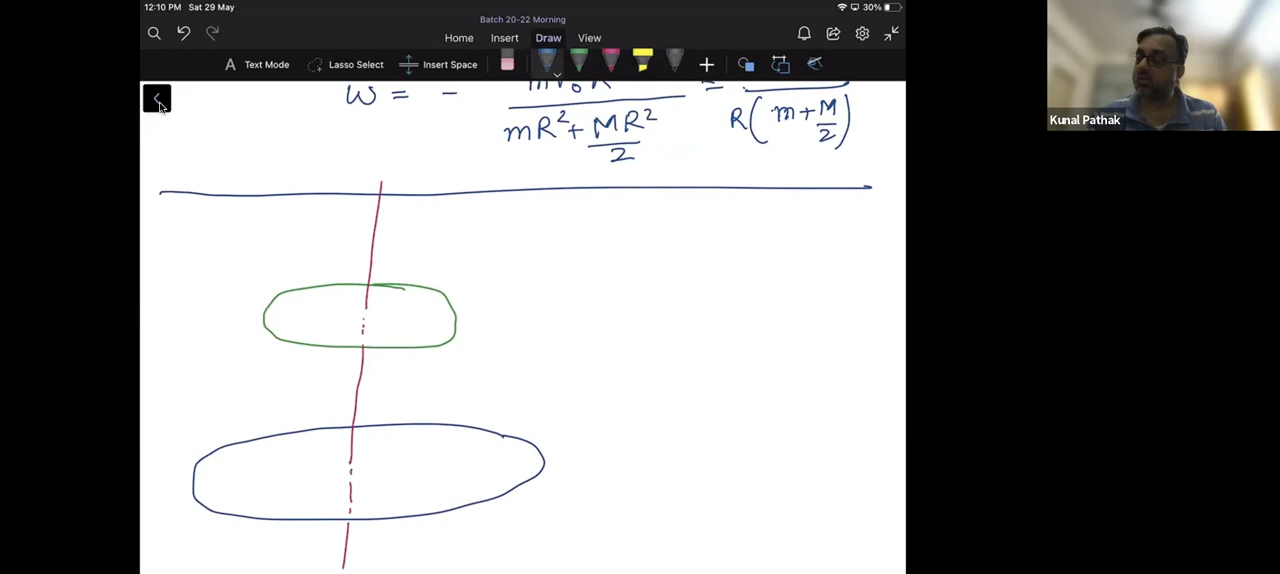 12:10 PM Sat 29 May
30%
Batch 20-22 Morning
Home Insert Draw View
A Text Mode Lasso Select Insert Space
ω = - mv₀R / (mR² + MR²/2) =
R(m + M/2)
Kunal Pathak